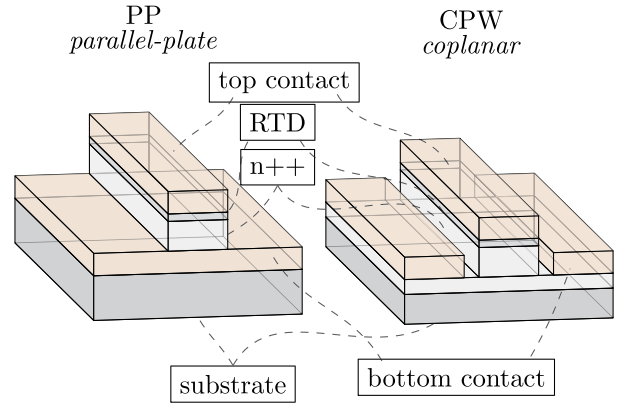 PP
parallel-plate
CPW
coplanar
top contact
RTD
n++
substrate
bottom contact